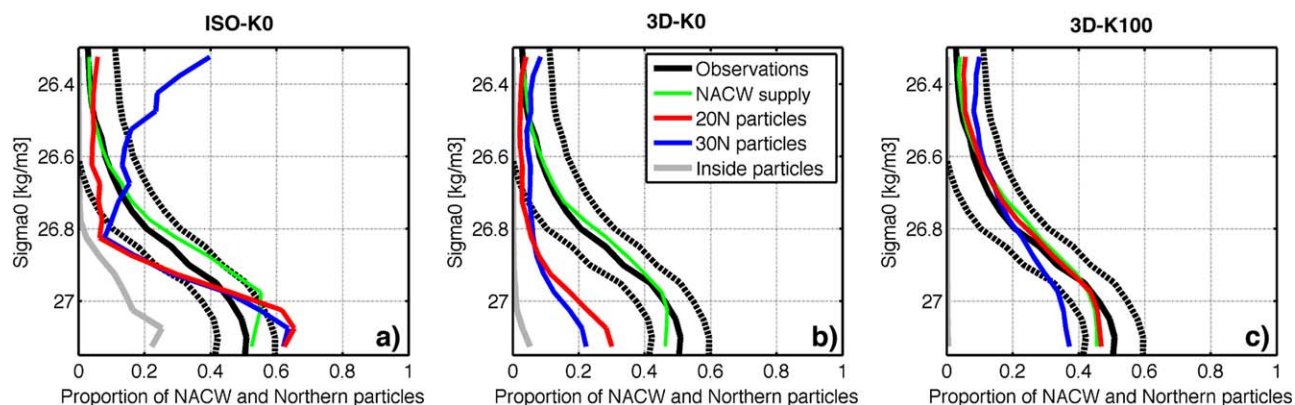 ISO-K0
3D-K0
3D-K100
26.4
26.6
26.8
27
Sigma0 [kg/m3]
0 0.2 0.4 0.6 0.8 1
Proportion of NACW and Northern particles
a)
26.4
26.6
26.8
27
Sigma0 [kg/m3]
Observations
NACW supply
20N particles
30N particles
Inside particles
0 0.2 0.4 0.6 0.8 1
Proportion of NACW and Northern particles
b)
26.4
26.6
26.8
27
Sigma0 [kg/m3]
0 0.2 0.4 0.6 0.8 1
Proportion of NACW and Northern particles
c)